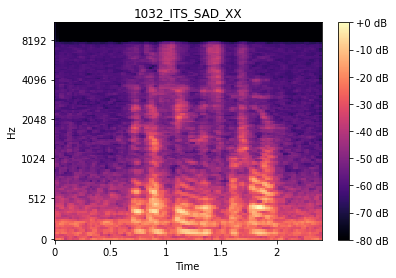 1032_ITS_SAD_XX
+0 dB
8192
-10 dB
4096
-20 dB
-30 dB
2048
Hz
-40 dB
1024
-50 dB
512
-60 dB
-70 dB
0
-80 dB
0 0.5 1 1.5 2
Time